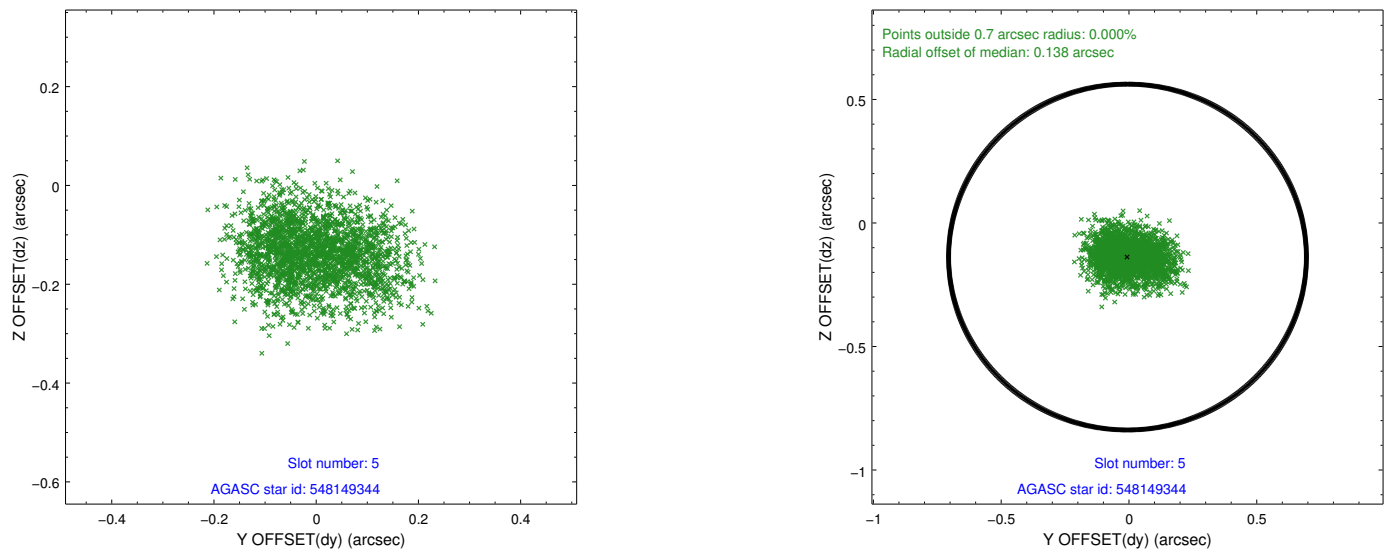 0.2
0
−0.2
−0.4
−0.6
Z OFFSET(dz) (arcsec)
−0.4
−0.2
0
0.2
0.4
Y OFFSET(dy) (arcsec)
Slot number: 5
AGASC star id: 548149344
Points outside 0.7 arcsec radius: 0.000%
Radial offset of median: 0.138 arcsec
0.5
0
−0.5
−1
Z OFFSET(dz) (arcsec)
−1
−0.5
0
0.5
Y OFFSET(dy) (arcsec)
Slot number: 5
AGASC star id: 548149344